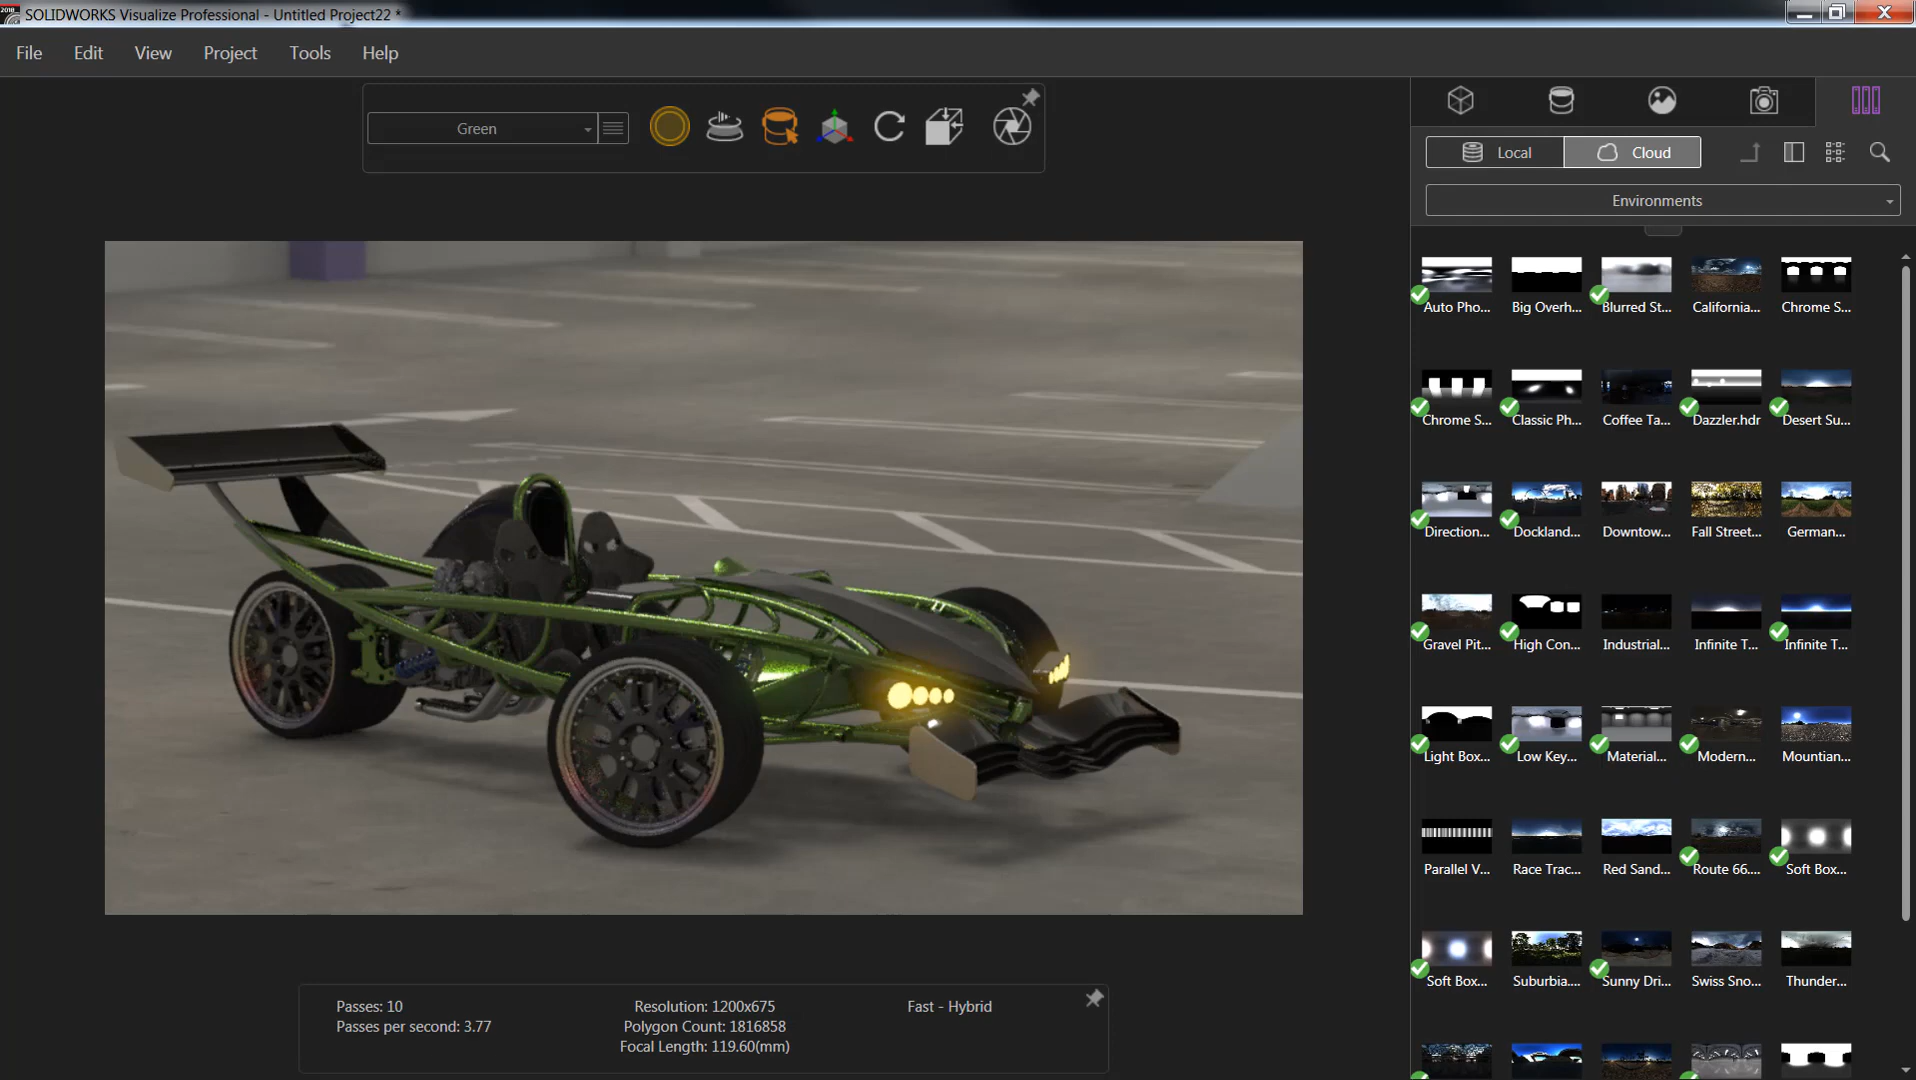 SOLIDWORKS Visualize Professional - Untitled Project22 *
File Edit View Project Tools Help
Green
Local Cloud
Environments
Auto Pho... Big Overh... Blurred St... California... Chrome S...
Chrome S... Classic Ph... Coffee Ta... Dazzler.hdr Desert Su...
Direction... Dockland... Downtow... Fall Street... German...
Gravel Pit... High Con... Industrial... Infinite T... Infinite T...
Light Box... Low Key... Material... Modern... Mountian...
Parallel V... Race Trac... Red Sand... Route 66.... Soft Box...
Soft Box... Suburbia.... Sunny Dri... Swiss Sno... Thunder...
Passes: 10 Resolution: 1200x675 Fast - Hybrid
Passes per second: 3.77 Polygon Count: 1816858
Focal Length: 119.60(mm)